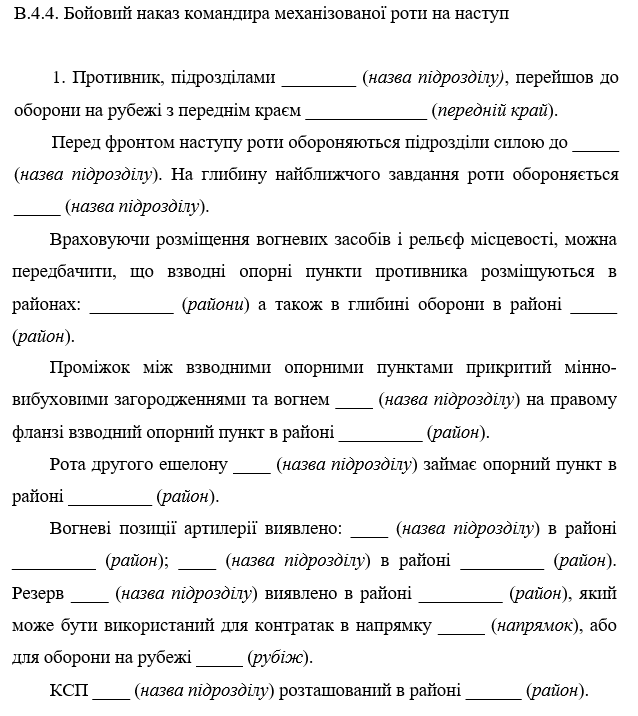 В.4.4. Бойовий наказ командира механізованої роти на наступ
1. Противник, підрозділами ________ (назва підрозділу), перейшов до
оборони на рубежі з переднім краєм _____________ (передній край).
Перед фронтом наступу роти обороняються підрозділи силою до _____
(назва підрозділу). На глибину найближчого завдання роти обороняється
_____ (назва підрозділу).
Враховуючи розміщення вогневих засобів і рельєф місцевості, можна
передбачити, що взводні опорні пункти противника розміщуються в
районах: _________ (райони) а також в глибині оборони в районі _____
(район).
Проміжок між взводними опорними пунктами прикритий мінно-
вибуховими загородженнями та вогнем ____ (назва підрозділу) на правому
фланзі взводний опорний пункт в районі _________ (район).
Рота другого ешелону ____ (назва підрозділу) займає опорний пункт в
районі _________ (район).
Вогневі позиції артилерії виявлено: ____ (назва підрозділу) в районі
_________ (район); ____ (назва підрозділу) в районі _________ (район).
Резерв ____ (назва підрозділу) виявлено в районі _________ (район), який
може бути використаний для контратак в напрямку _____ (напрямок), або
для оборони на рубежі _____ (рубіж).
КСП ____ (назва підрозділу) розташований в районі ______ (район).